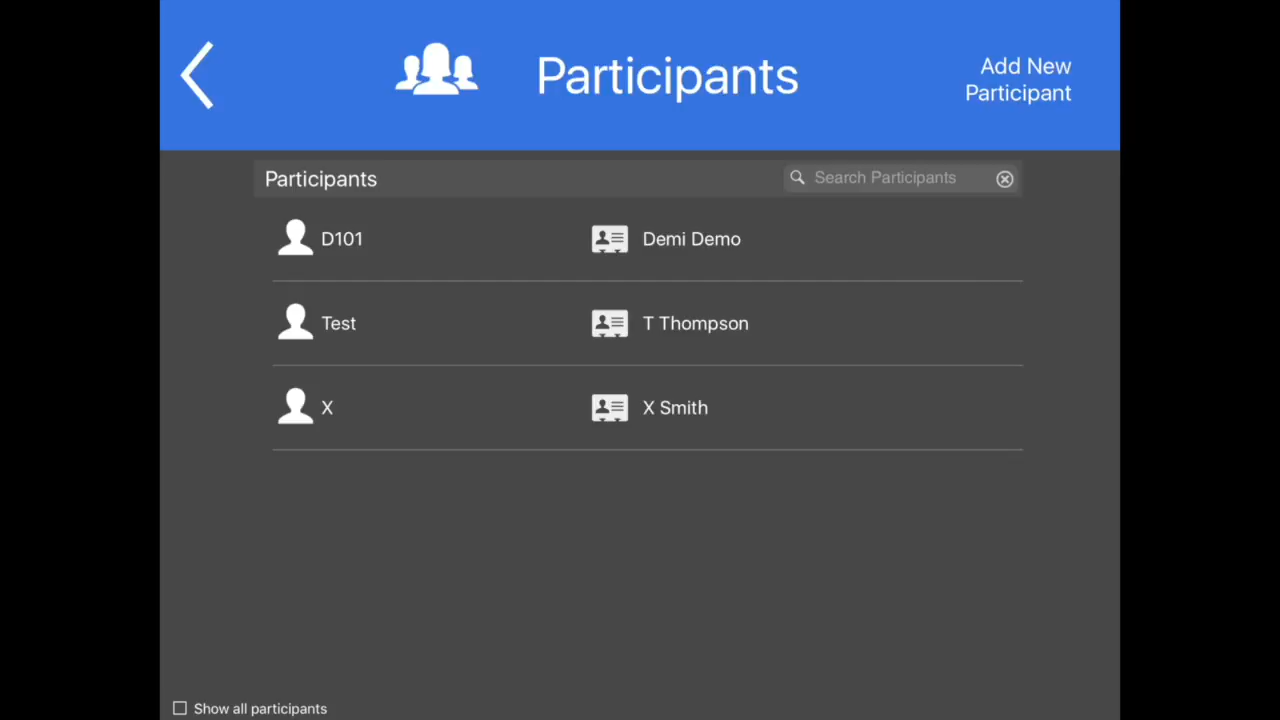 Participants
Add New
Participant
Participants
Search Participants
D101
Demi Demo
Test
T Thompson
X
X Smith
Show all participants